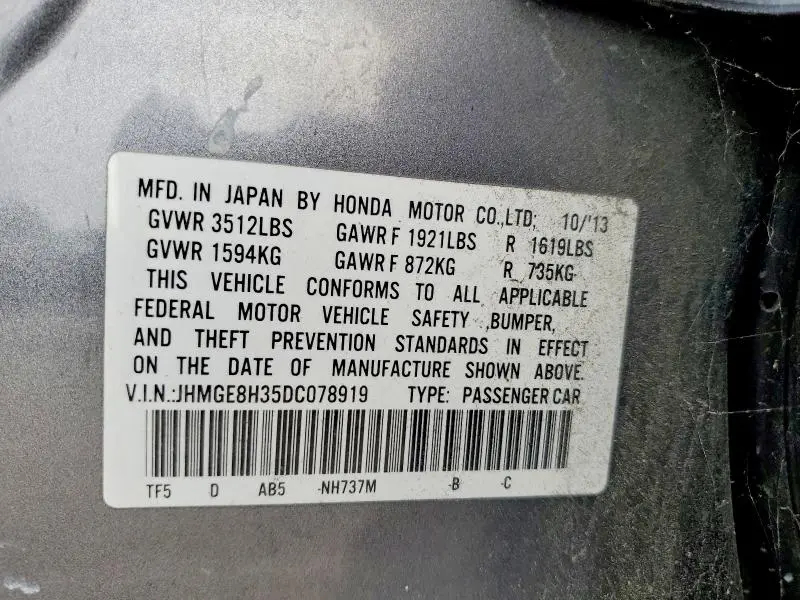 MFD. IN JAPAN BY HONDA MOTOR CO.,LTD; 10/'13
GVWR 3512LBS GAWR F 1921LBS R 1619LBS
GVWR 1594KG GAWR F 872KG R 735KG
THIS VEHICLE CONFORMS TO ALL APPLICABLE
FEDERAL MOTOR VEHICLE SAFETY ,BUMPER,
AND THEFT PREVENTION STANDARDS IN EFFECT
ON THE DATE OF MANUFACTURE SHOWN ABOVE.
V.I.N.:JHMGE8H35DC078919 TYPE: PASSENGER CAR
TF5 D AB5 -NH737M -B -C